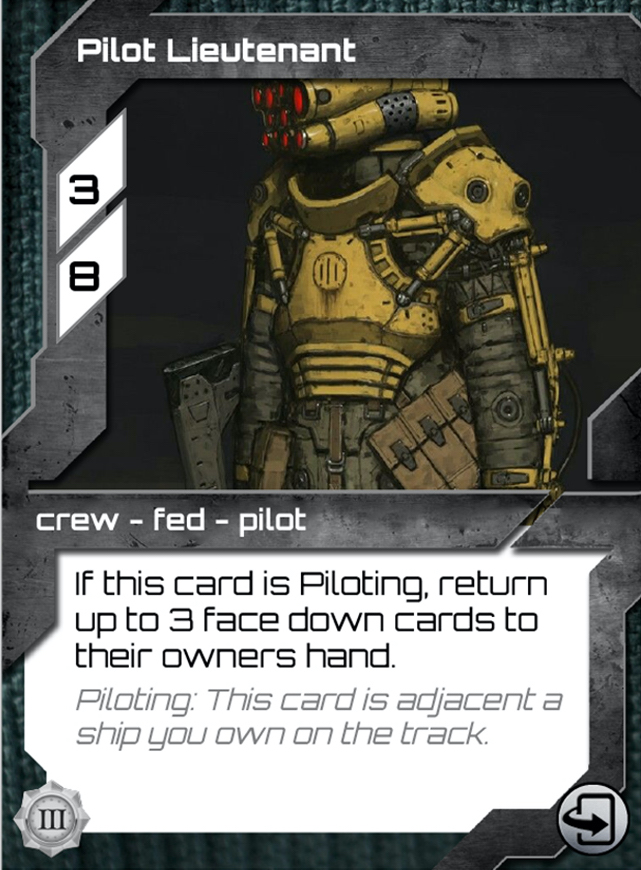 Pilot Lieutenant
3
8
crew - fed - pilot
If this card is Piloting, return
up to 3 face down cards to
their owners hand.
Piloting: This card is adjacent a
ship you own on the track.
III